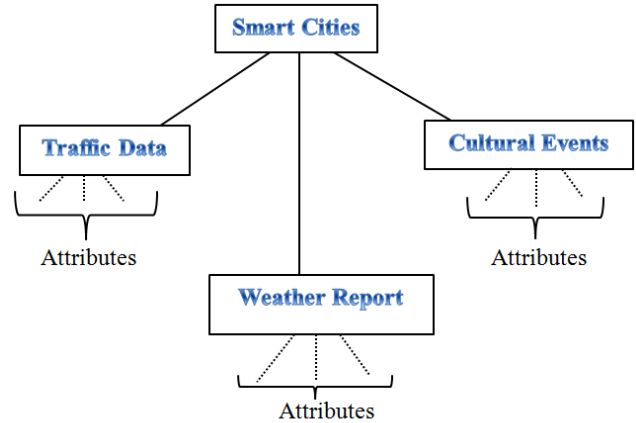 Smart Cities
Traffic Data
Cultural Events
Attributes
Attributes
Weather Report
Attributes